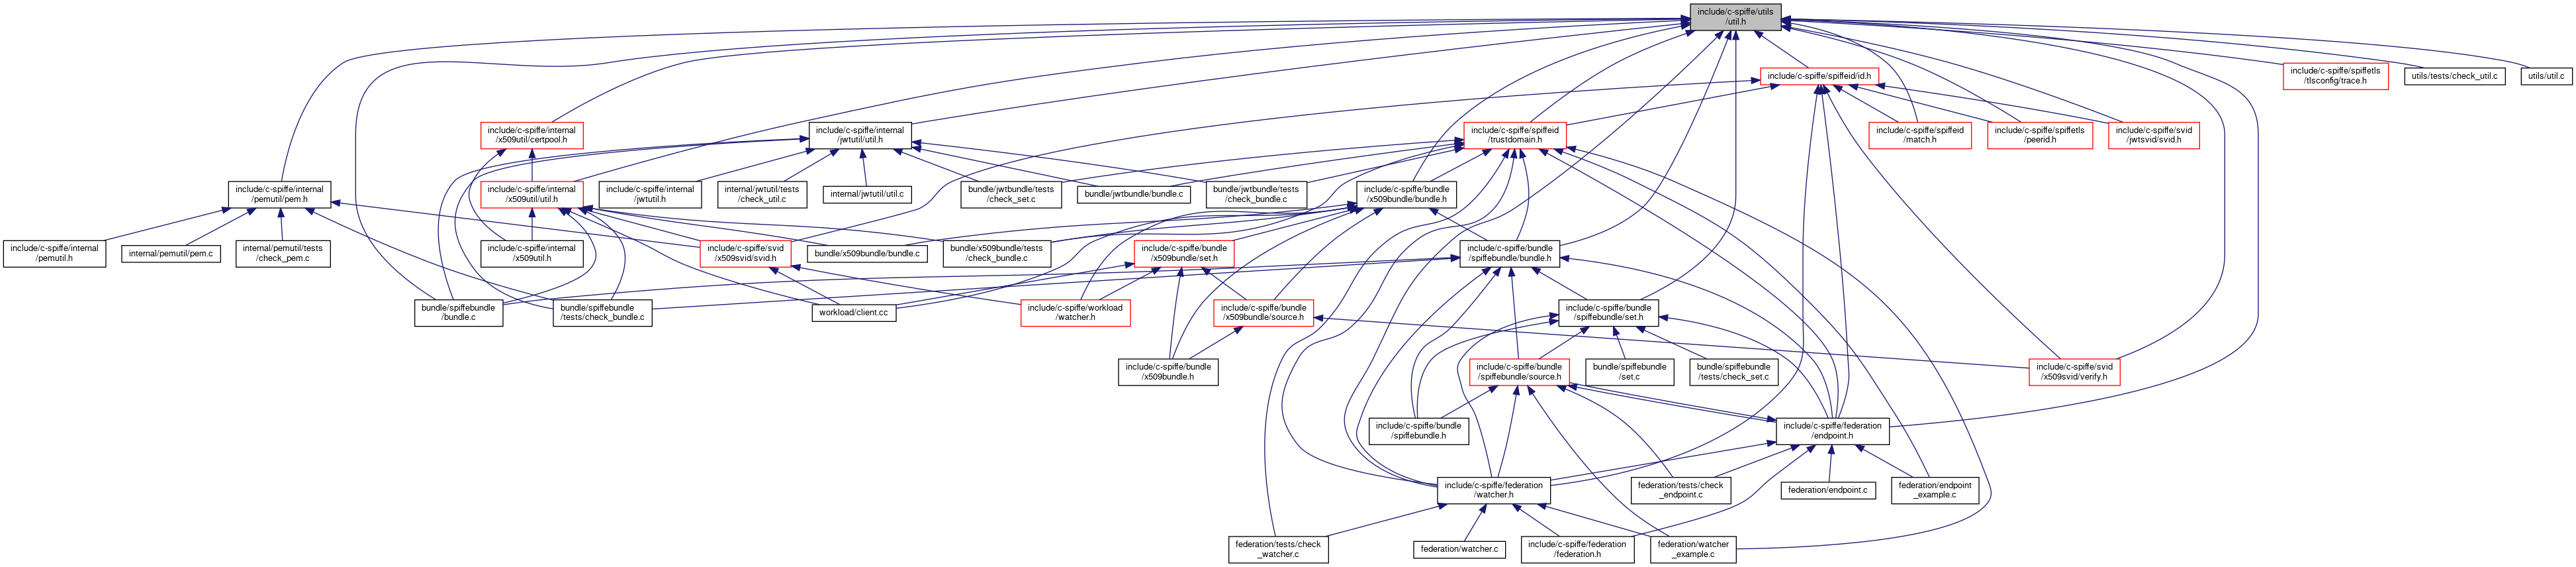 include/c-spiffe/utils
/util.h
include/c-spiffe/spiffeid/id.h
include/c-spiffe/spiffetls
/tlsconfig/trace.h
utils/tests/check_util.c
utils/util.c
include/c-spiffe/internal
/x509util/certpool.h
include/c-spiffe/internal
/jwtutil/util.h
include/c-spiffe/spiffeid
/trustdomain.h
include/c-spiffe/spiffeid
/match.h
include/c-spiffe/spiffetls
/peerid.h
include/c-spiffe/svid
/jwtsvid/svid.h
include/c-spiffe/internal
/pemutil/pem.h
include/c-spiffe/internal
/x509util/util.h
include/c-spiffe/internal
/jwtutil.h
internal/jwtutil/tests
/check_util.c
internal/jwtutil/util.c
bundle/jwtbundle/tests
/check_set.c
bundle/jwtbundle/bundle.c
bundle/jwtbundle/tests
/check_bundle.c
include/c-spiffe/bundle
/x509bundle/bundle.h
include/c-spiffe/internal
/pemutil.h
internal/pemutil/pem.c
internal/pemutil/tests
/check_pem.c
include/c-spiffe/internal
/x509util.h
include/c-spiffe/svid
/x509svid/svid.h
bundle/x509bundle/bundle.c
bundle/x509bundle/tests
/check_bundle.c
include/c-spiffe/bundle
/x509bundle/set.h
include/c-spiffe/bundle
/spiffebundle/bundle.h
bundle/spiffebundle
/bundle.c
bundle/spiffebundle
/tests/check_bundle.c
workload/client.cc
include/c-spiffe/workload
/watcher.h
include/c-spiffe/bundle
/x509bundle/source.h
include/c-spiffe/bundle
/spiffebundle/set.h
include/c-spiffe/bundle
/x509bundle.h
include/c-spiffe/bundle
/spiffebundle/source.h
bundle/spiffebundle
/set.c
bundle/spiffebundle
/tests/check_set.c
include/c-spiffe/svid
/x509svid/verify.h
include/c-spiffe/bundle
/spiffebundle.h
include/c-spiffe/federation
/endpoint.h
include/c-spiffe/federation
/watcher.h
federation/tests/check
_endpoint.c
federation/endpoint.c
federation/endpoint
_example.c
federation/tests/check
_watcher.c
federation/watcher.c
include/c-spiffe/federation
/federation.h
federation/watcher
_example.c